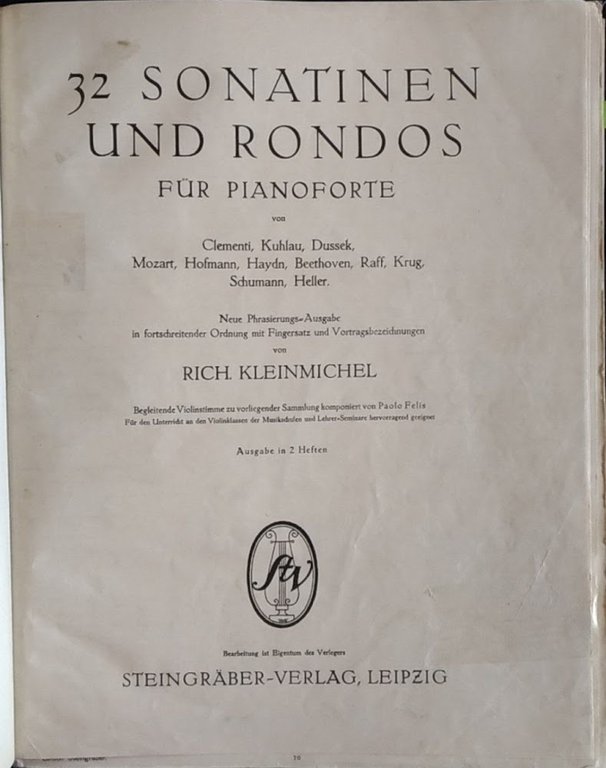 32 SONATINEN
UND RONDOS
FÜR PIANOFORTE
von
Clementi, Kuhlau, Dussek,
Mozart, Hofmann, Haydn, Beethoven, Raff, Krug,
Schumann, Heller.
Neue Phrasierungs-Ausgabe
in fortschreitender Ordnung mit Fingersatz und Vortragsbezeichnungen
von
RICH. KLEINMICHEL
Begleitende Violinstimme zu vorliegender Sammlung komponiert von Paolo Felis
Für den Unterricht an den Violinklassen der Musikschulen und Lehrer-Seminare hervorragend geeignet
Ausgabe in 2 Heften
StV
Bearbeitung ist Eigentum des Verlegers
STEINGRÄBER-VERLAG, LEIPZIG